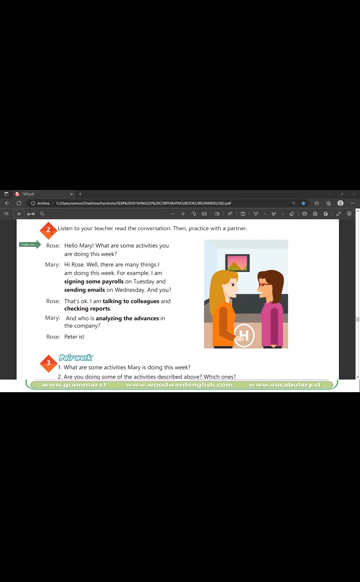 2 Listen to your teacher read the conversation. Then, practice with a partner.
Rose: Hello Mary! What are some activities you
are doing this week?
Mary: Hi Rose. Well, there are many things I
am doing this week. For example, I am
signing some payrolls on Tuesday and
sending emails on Wednesday. And you?
Rose: That's ok. I am talking to colleagues and
checking reports.
Mary: And who is analyzing the advances in
the company?
Rose: Peter is!
3 Pair work
1. What are some activities Mary is doing this week?
2. Are you doing some of the activities described above? Which ones?
www.grammar.cl www.woodwardenglish.com www.vocabulary.cl